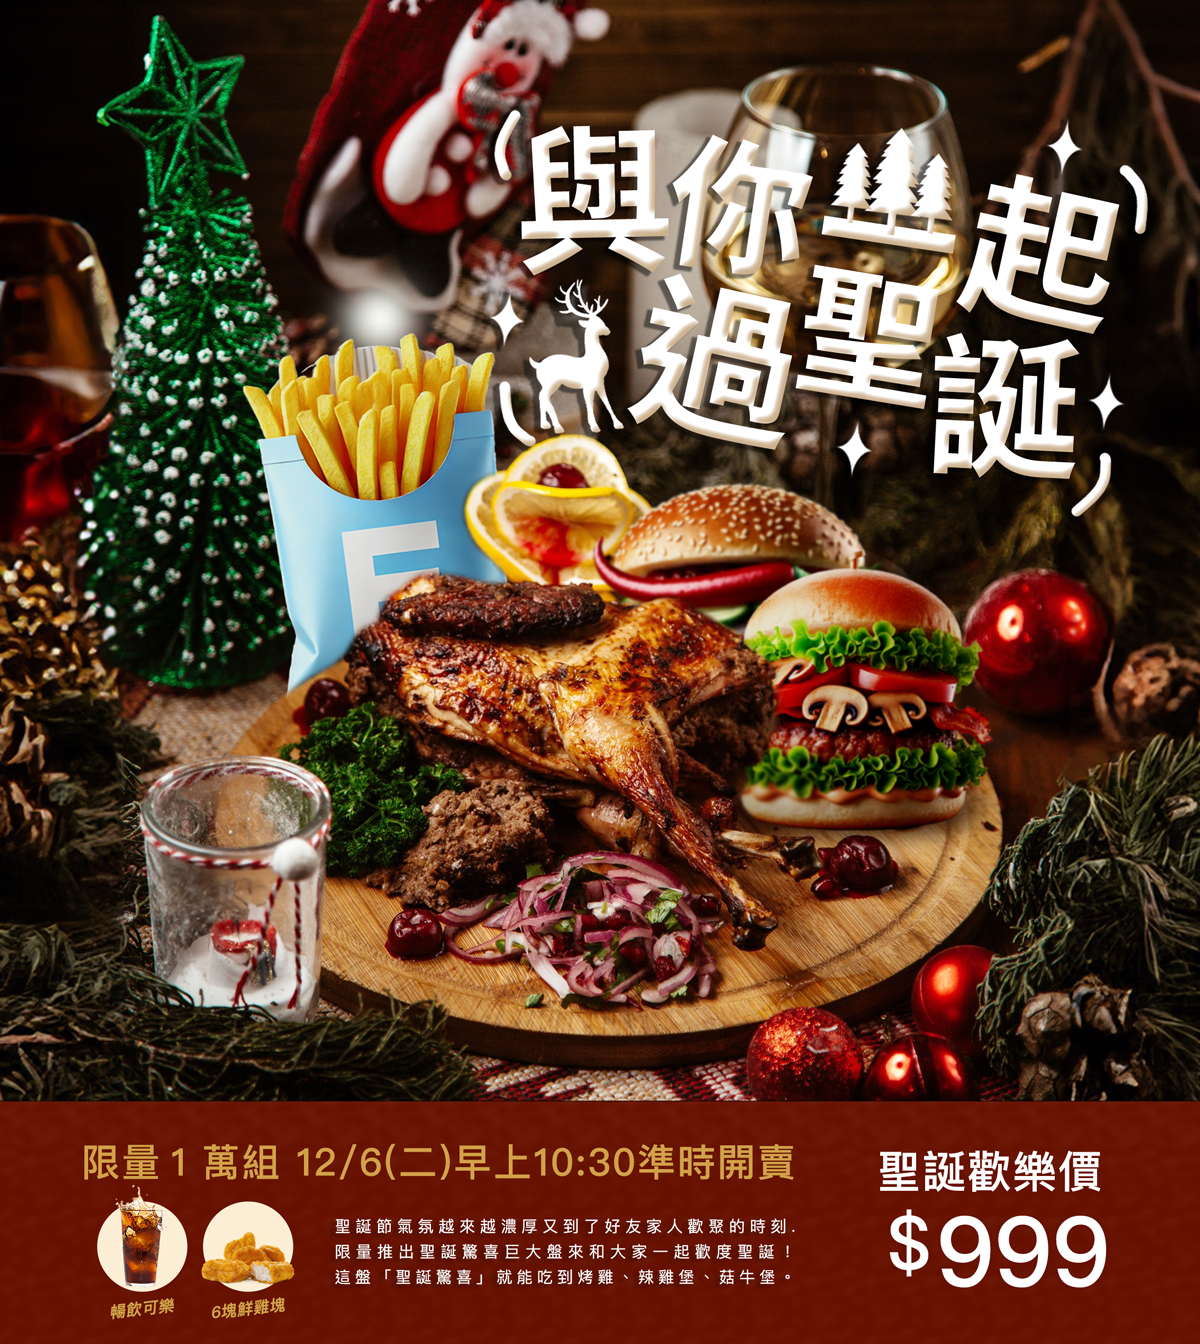 與你一起
過聖誕
F
限量1萬組 12/6(二)早上10:30準時開賣
聖誕節氣氛越來越濃厚又到了好友家人歡聚的時刻.
限量推出聖誕驚喜巨大盤來和大家一起歡度聖誕！
這盤「聖誕驚喜」就能吃到烤雞、辣雞堡、菇牛堡。
暢飲可樂
6塊鮮雞塊
聖誕歡樂價
$999